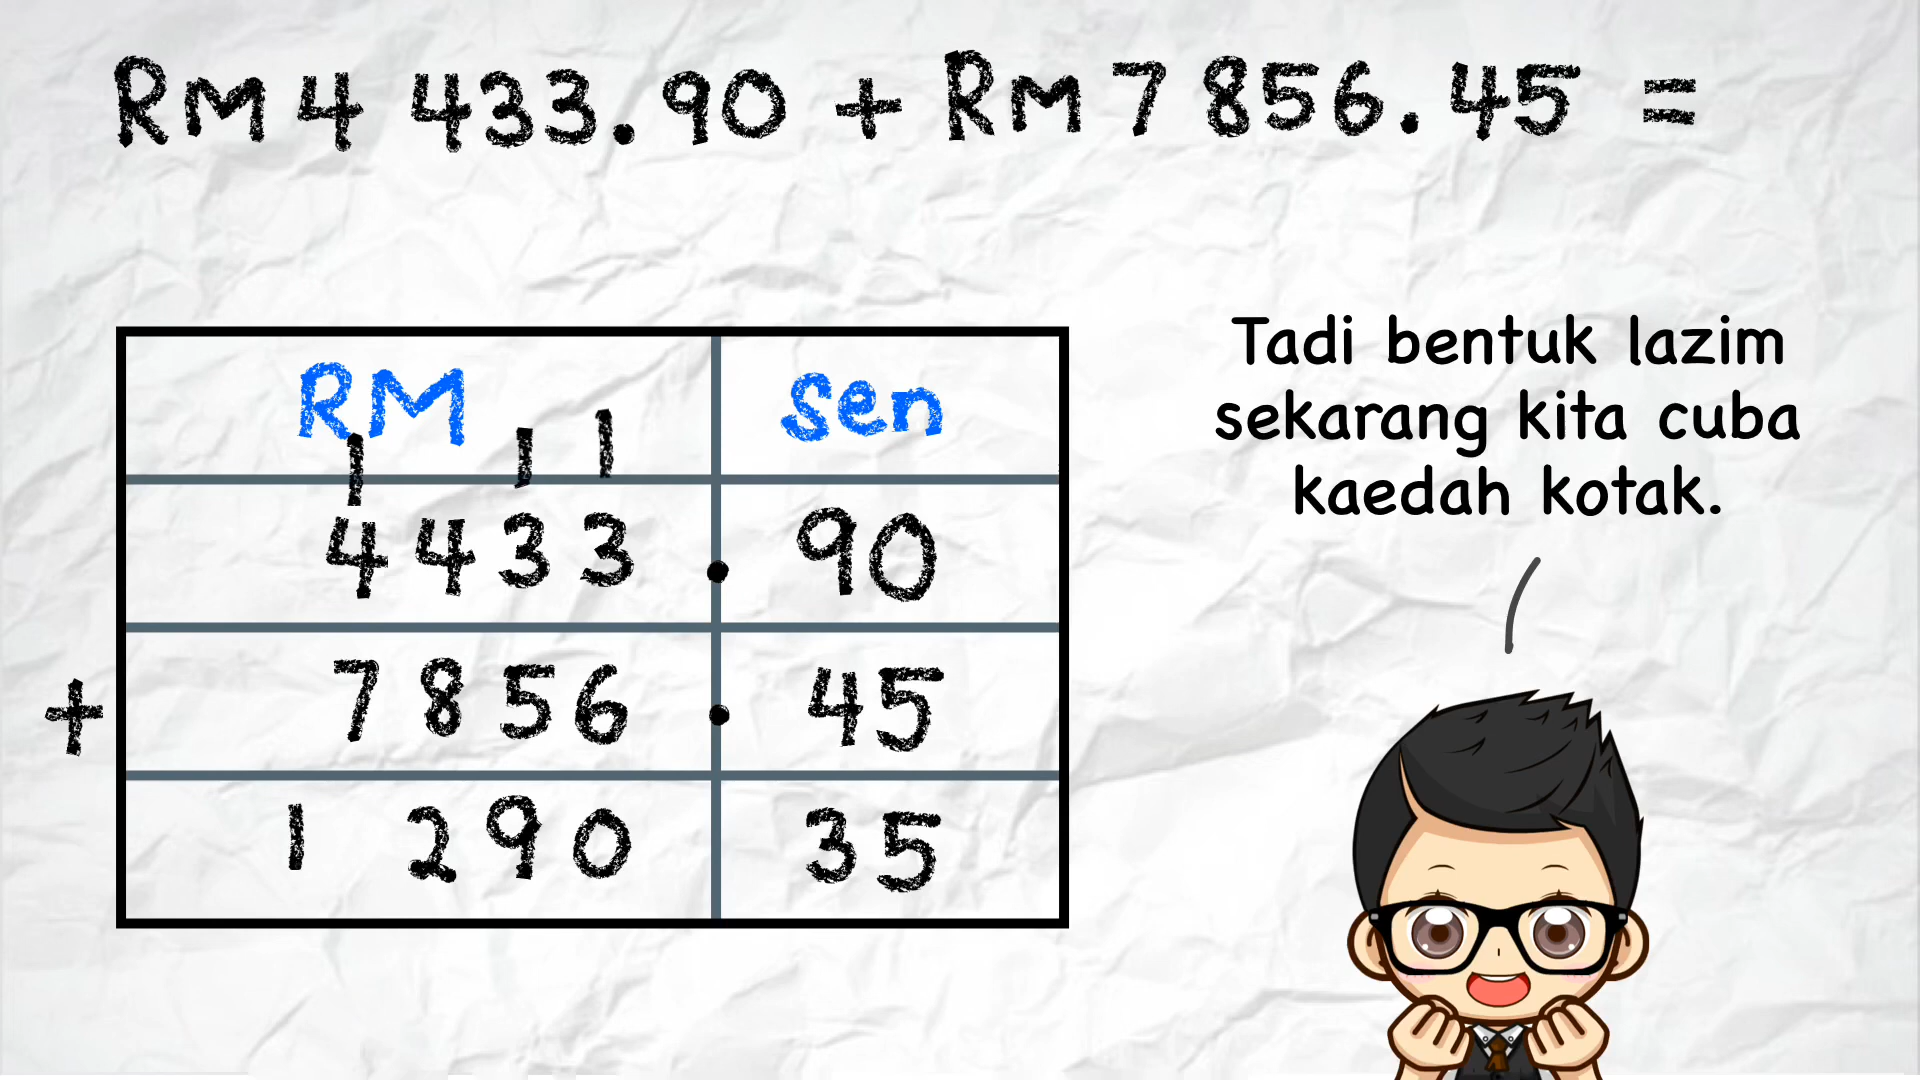 RM 4 433.90 + RM 7 856.45 =
Tadi bentuk lazim
sekarang kita cuba
kaedah kotak.
RM sen
1 1 1
4 4 3 3 . 90
+ 7 8 5 6 . 45
1 2 9 0 35